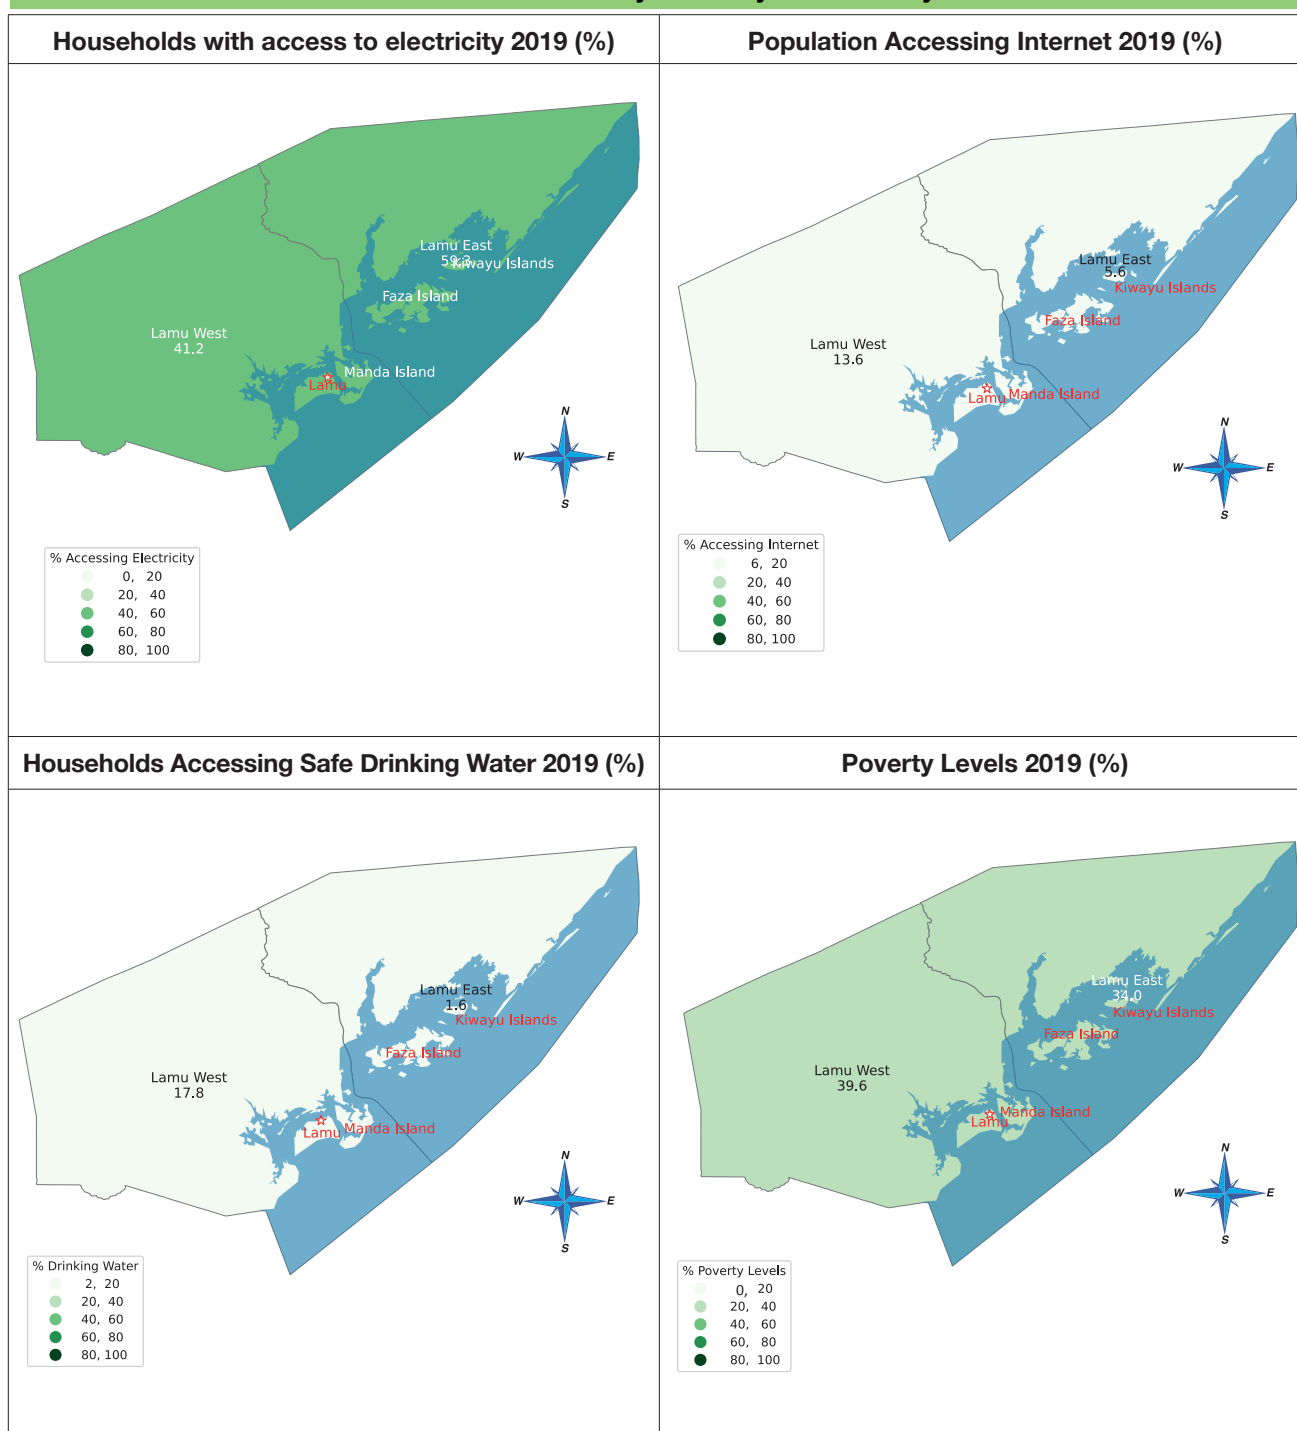 Households with access to electricity 2019 (%)
Population Accessing Internet 2019 (%)
Lamu East
59.3
Kiwayu Islands
Faza Island
Lamu West
41.2
Manda Island
Lamu
N
W
E
S
% Accessing Electricity
0, 20
20, 40
40, 60
60, 80
80, 100
Lamu East
5.6
Kiwayu Islands
Faza Island
Lamu West
13.6
Manda Island
Lamu
N
W
E
S
% Accessing Internet
6, 20
20, 40
40, 60
60, 80
80, 100
Households Accessing Safe Drinking Water 2019 (%)
Poverty Levels 2019 (%)
Lamu East
1.6
Kiwayu Islands
Faza Island
Lamu West
17.8
Lamu
Manda Island
N
W
E
S
% Drinking Water
2, 20
20, 40
40, 60
60, 80
80, 100
Lamu East
34.0
Kiwayu Islands
Faza Island
Lamu West
39.6
Manda Island
Lamu
N
W
E
S
% Poverty Levels
0, 20
20, 40
40, 60
60, 80
80, 100